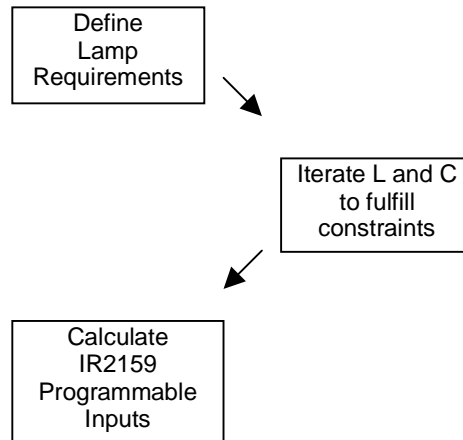 Define
Lamp
Requirements
Iterate L and C
to fulfill
constraints
Calculate
IR2159
Programmable
Inputs